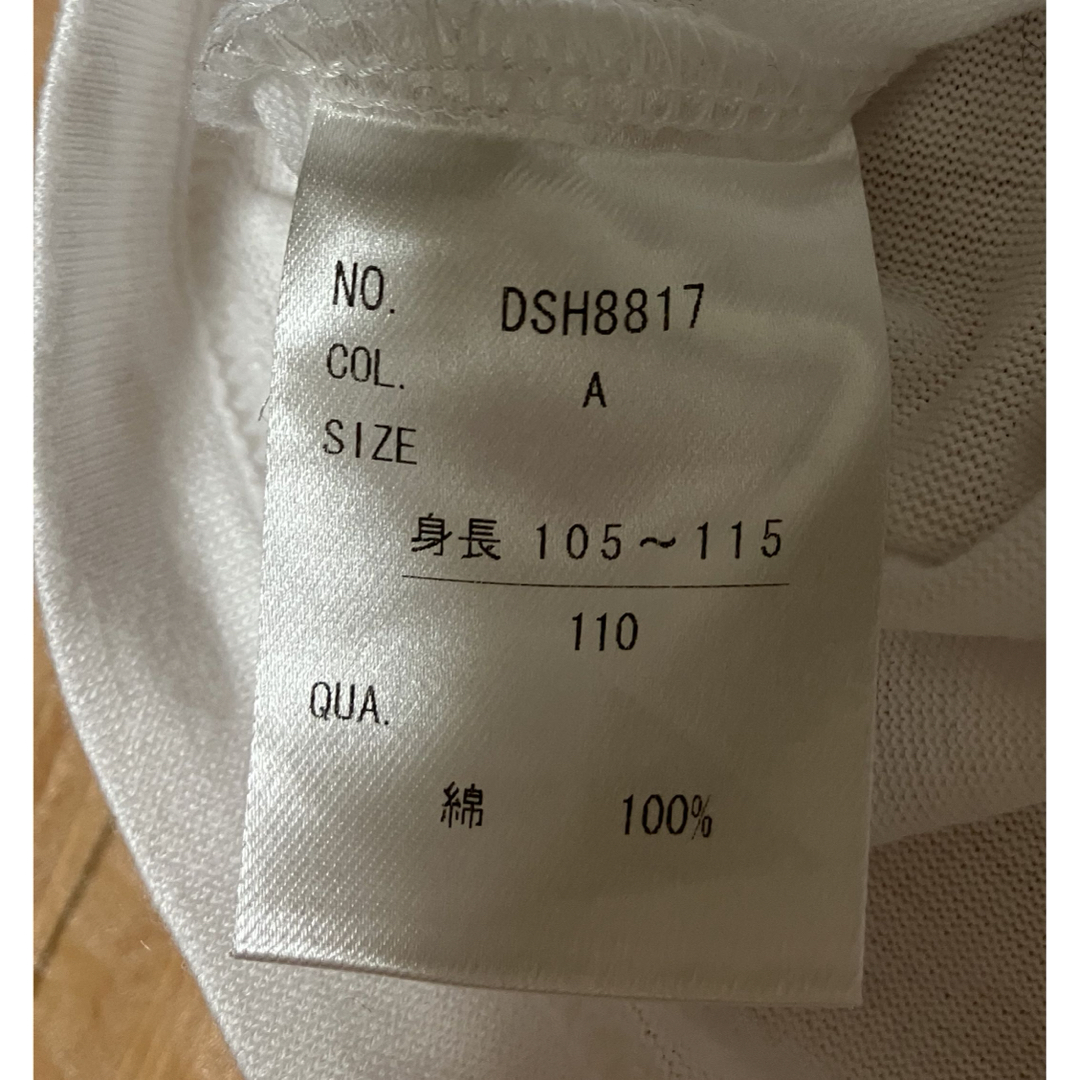 NO. DSH8817
COL. A
SIZE
身長 105～115
110
QUA.
綿 100%